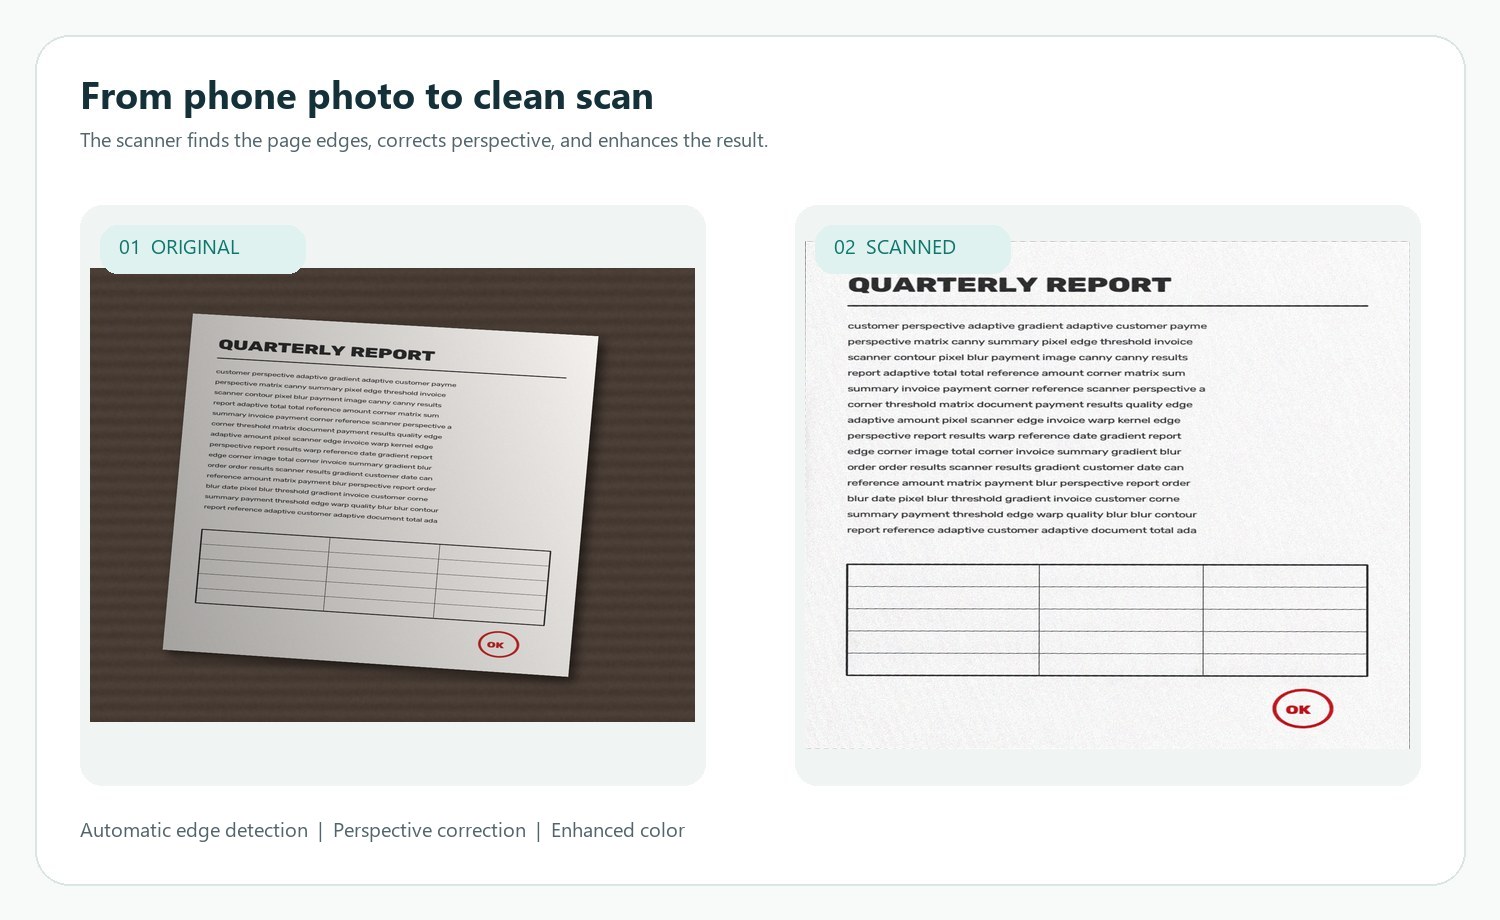 From phone photo to clean scan
The scanner finds the page edges, corrects perspective, and enhances the result.
01 ORIGINAL
QUARTERLY REPORT
customer perspective adaptive gradient adaptive customer payme
perspective matrix canny summary pixel edge threshold invoice
scanner contour pixel blur payment image canny canny results
report adaptive total total reference amount corner matrix sum
summary invoice payment corner reference scanner perspective a
corner threshold matrix document payment results quality edge
adaptive amount pixel scanner edge invoice warp kernel edge
perspective report results warp reference date gradient report
edge corner image total corner invoice summary gradient blur
order order results scanner results gradient customer date can
reference amount matrix payment blur perspective report order
blur date pixel blur threshold gradient invoice customer corne
summary payment threshold edge warp quality blur blur contour
report reference adaptive customer adaptive document total ada
OK
02 SCANNED
QUARTERLY REPORT
customer perspective adaptive gradient adaptive customer payme
perspective matrix canny summary pixel edge threshold invoice
scanner contour pixel blur payment image canny canny results
report adaptive total total reference amount corner matrix sum
summary invoice payment corner reference scanner perspective a
corner threshold matrix document payment results quality edge
adaptive amount pixel scanner edge invoice warp kernel edge
perspective report results warp reference date gradient report
edge corner image total corner invoice summary gradient blur
order order results scanner results gradient customer date can
reference amount matrix payment blur perspective report order
blur date pixel blur threshold gradient invoice customer corne
summary payment threshold edge warp quality blur blur contour
report reference adaptive customer adaptive document total ada
OK
Automatic edge detection | Perspective correction | Enhanced color